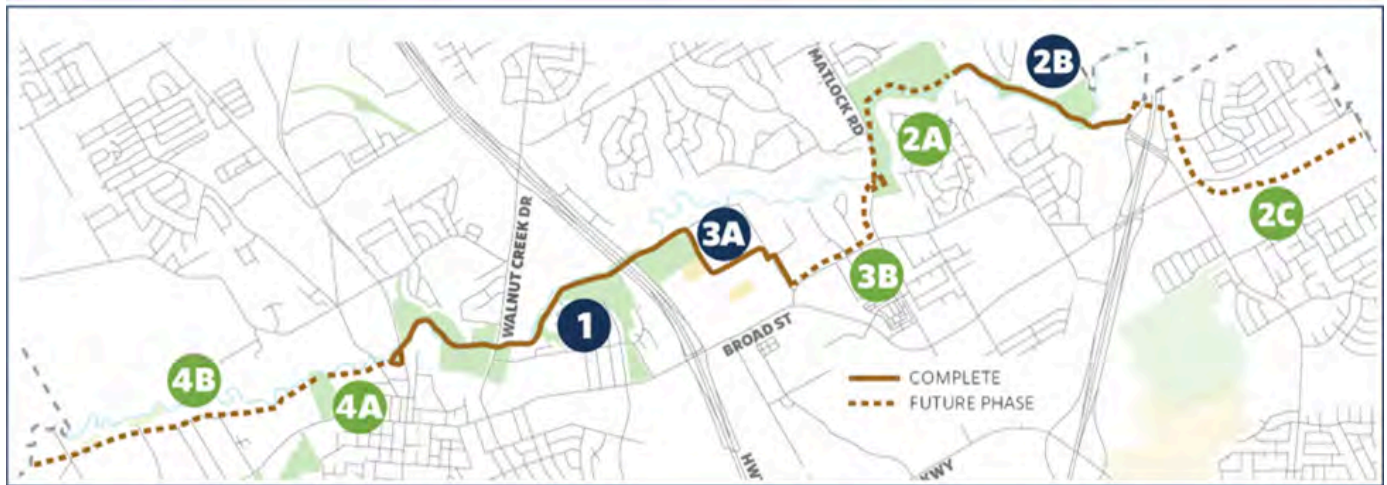 2B
MATLOCK RD
2A
WALNUT CREEK DR
3A
2C
3B
1
BROAD ST
4B
COMPLETE
4A
FUTURE PHASE
HW
KWY